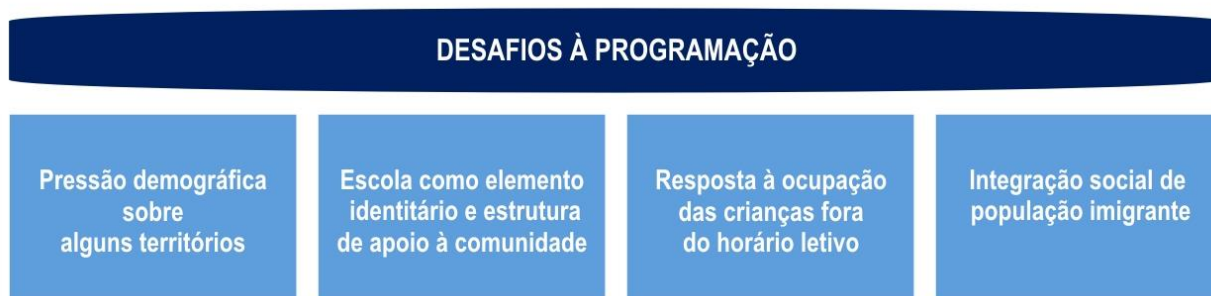 DESAFIOS À PROGRAMAÇÃO
Pressão demográfica
sobre
alguns territórios
Escola como elemento
identitário e estrutura
de apoio à comunidade
Resposta à ocupação
das crianças fora
do horário letivo
Integração social de
população imigrante